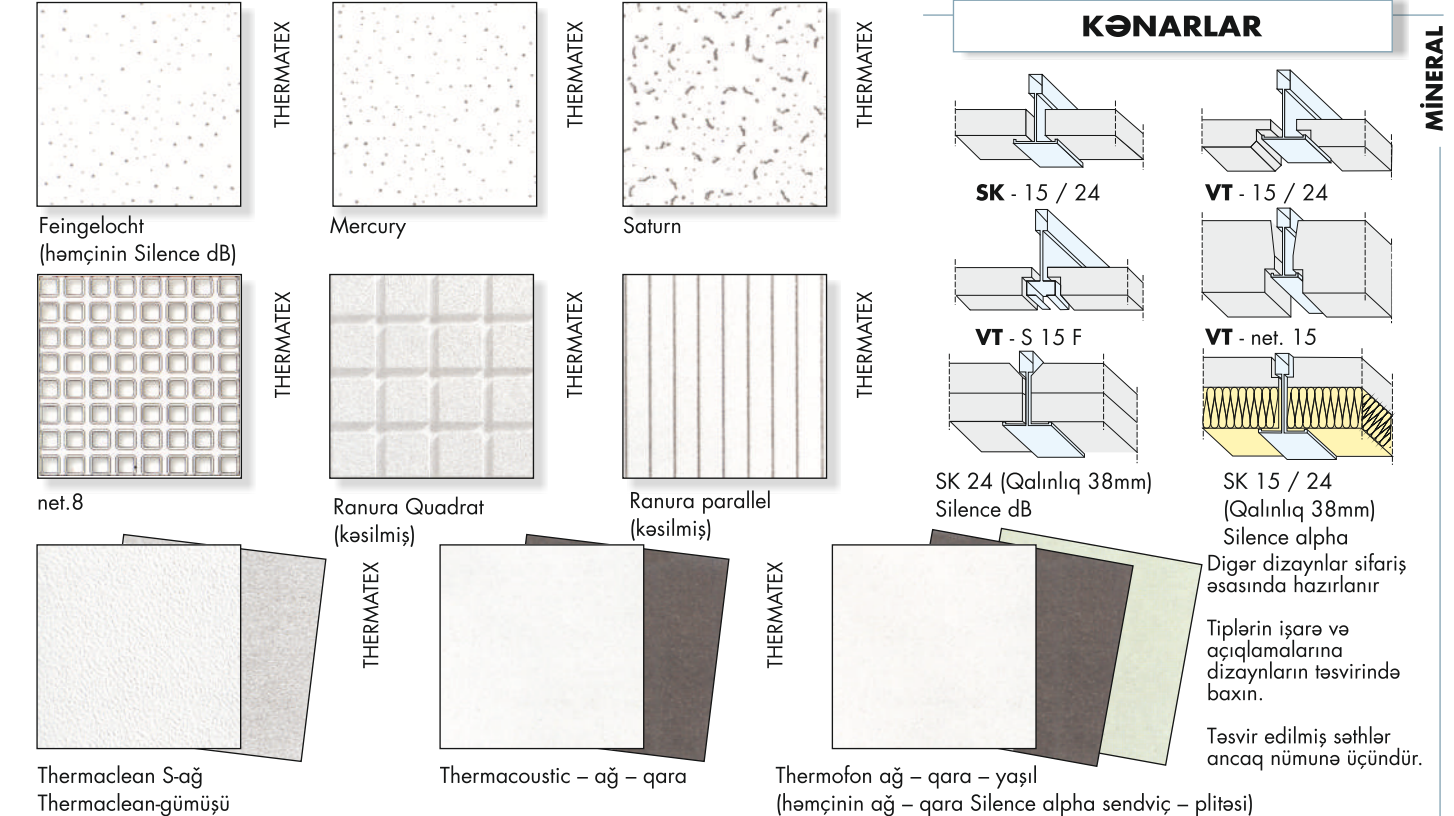 THERMATEX
THERMATEX
THERMATEX
Feingelocht
(həmçinin Silence dB)
Mercury
Saturn
THERMATEX
THERMATEX
THERMATEX
net.8
Ranura Quadrat
(kəsilmiş)
Ranura parallel
(kəsilmiş)
THERMATEX
THERMATEX
Thermaclean S-ağ
Thermaclean-gümüşü
Thermacoustic – ağ – qara
Thermofon ağ – qara – yaşıl
(həmçinin ağ – qara Silence alpha sendviç – plitəsi)
KƏNARLAR
MİNERAL
SK - 15 / 24
VT - 15 / 24
VT - S 15 F
VT - net. 15
SK 24 (Qalınlıq 38mm)
Silence dB
SK 15 / 24
(Qalınlıq 38mm)
Silence alpha
Digər dizaynlar sifariş
əsasında hazırlanır
Tiplərin işarə və
açıqlamalarına
dizaynların təsvirində
baxın.
Təsvir edilmiş səthlər
ancaq nümunə üçündür.